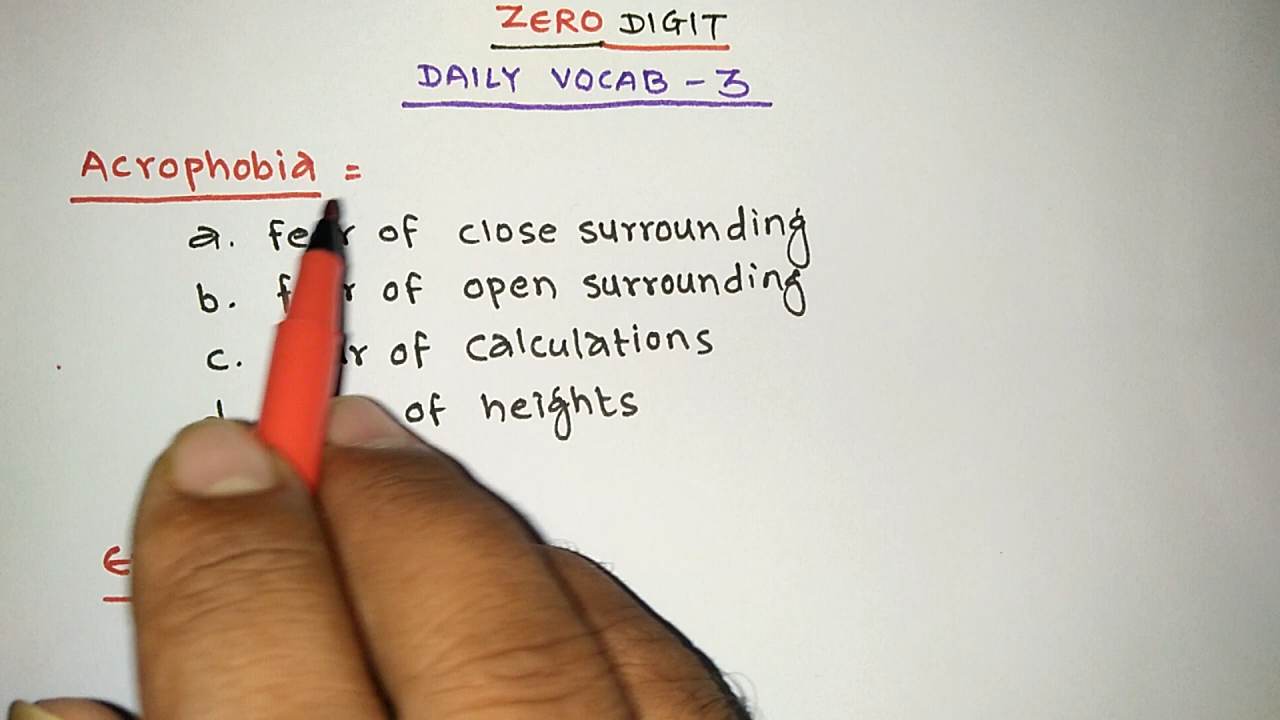 ZERO DIGIT
DAILY VOCAB - 3
Acrophobia =
a. of close surrounding
b. of open surrounding
c. of calculations
of heights